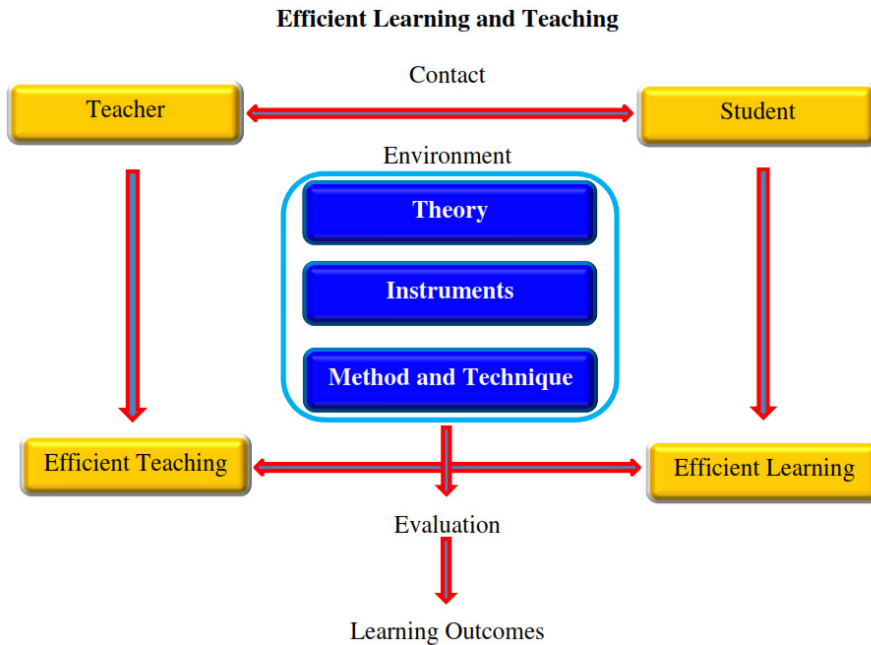 Efficient Learning and Teaching
Contact
Teacher
Student
Environment
Theory
Instruments
Method and Technique
Efficient Teaching
Efficient Learning
Evaluation
Learning Outcomes